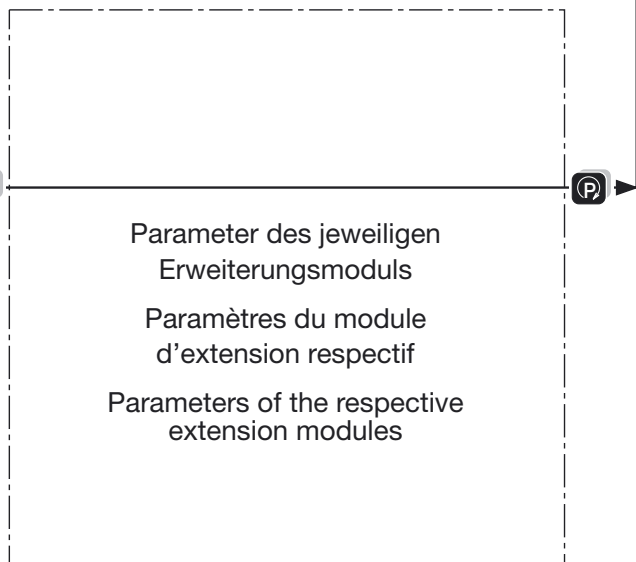 P
Parameter des jeweiligen
Erweiterungsmoduls
Paramètres du module
d’extension respectif
Parameters of the respective
extension modules